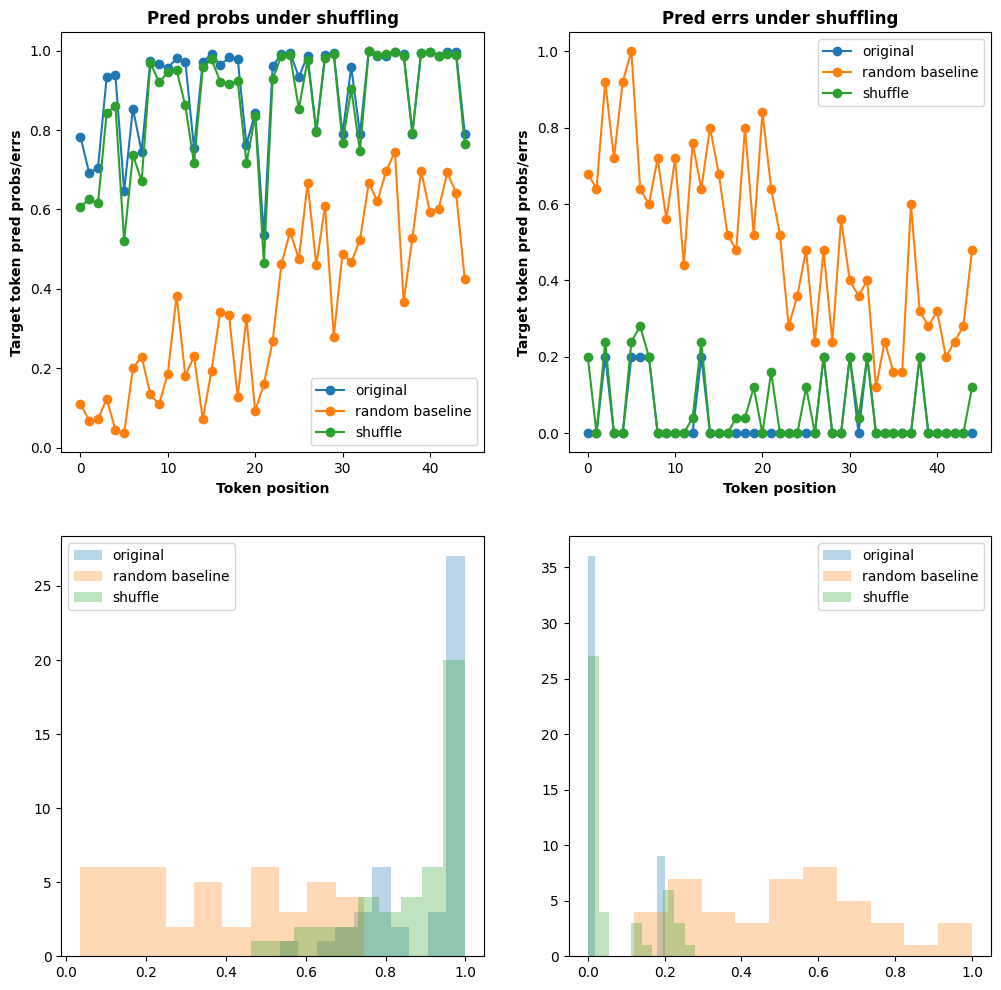 Pred probs under shuffling
Target token pred probs/errs
1.0
0.8
0.6
0.4
0.2
0.0
original
random baseline
shuffle
0
10
20
30
40
Token position
Pred errs under shuffling
Target token pred probs/errs
1.0
0.8
0.6
0.4
0.2
0.0
original
random baseline
shuffle
0
10
20
30
40
Token position
original
random baseline
shuffle
25
20
15
10
5
0
0.0
0.2
0.4
0.6
0.8
1.0
original
random baseline
shuffle
35
30
25
20
15
10
5
0
0.0
0.2
0.4
0.6
0.8
1.0